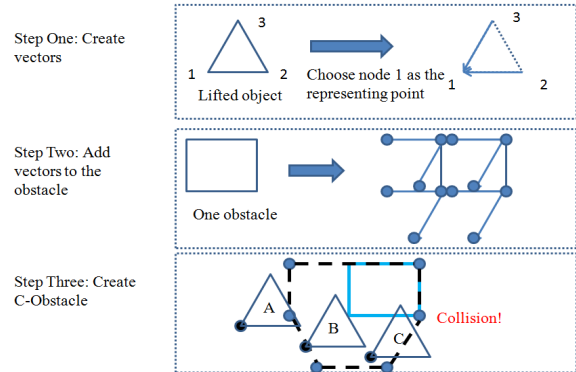 Step One: Create
vectors
3
1
2
Lifted object
Choose node 1 as the
representing point
3
1
2
Step Two: Add
vectors to the
obstacle
One obstacle
Step Three: Create
C-Obstacle
A
B
C
Collision!